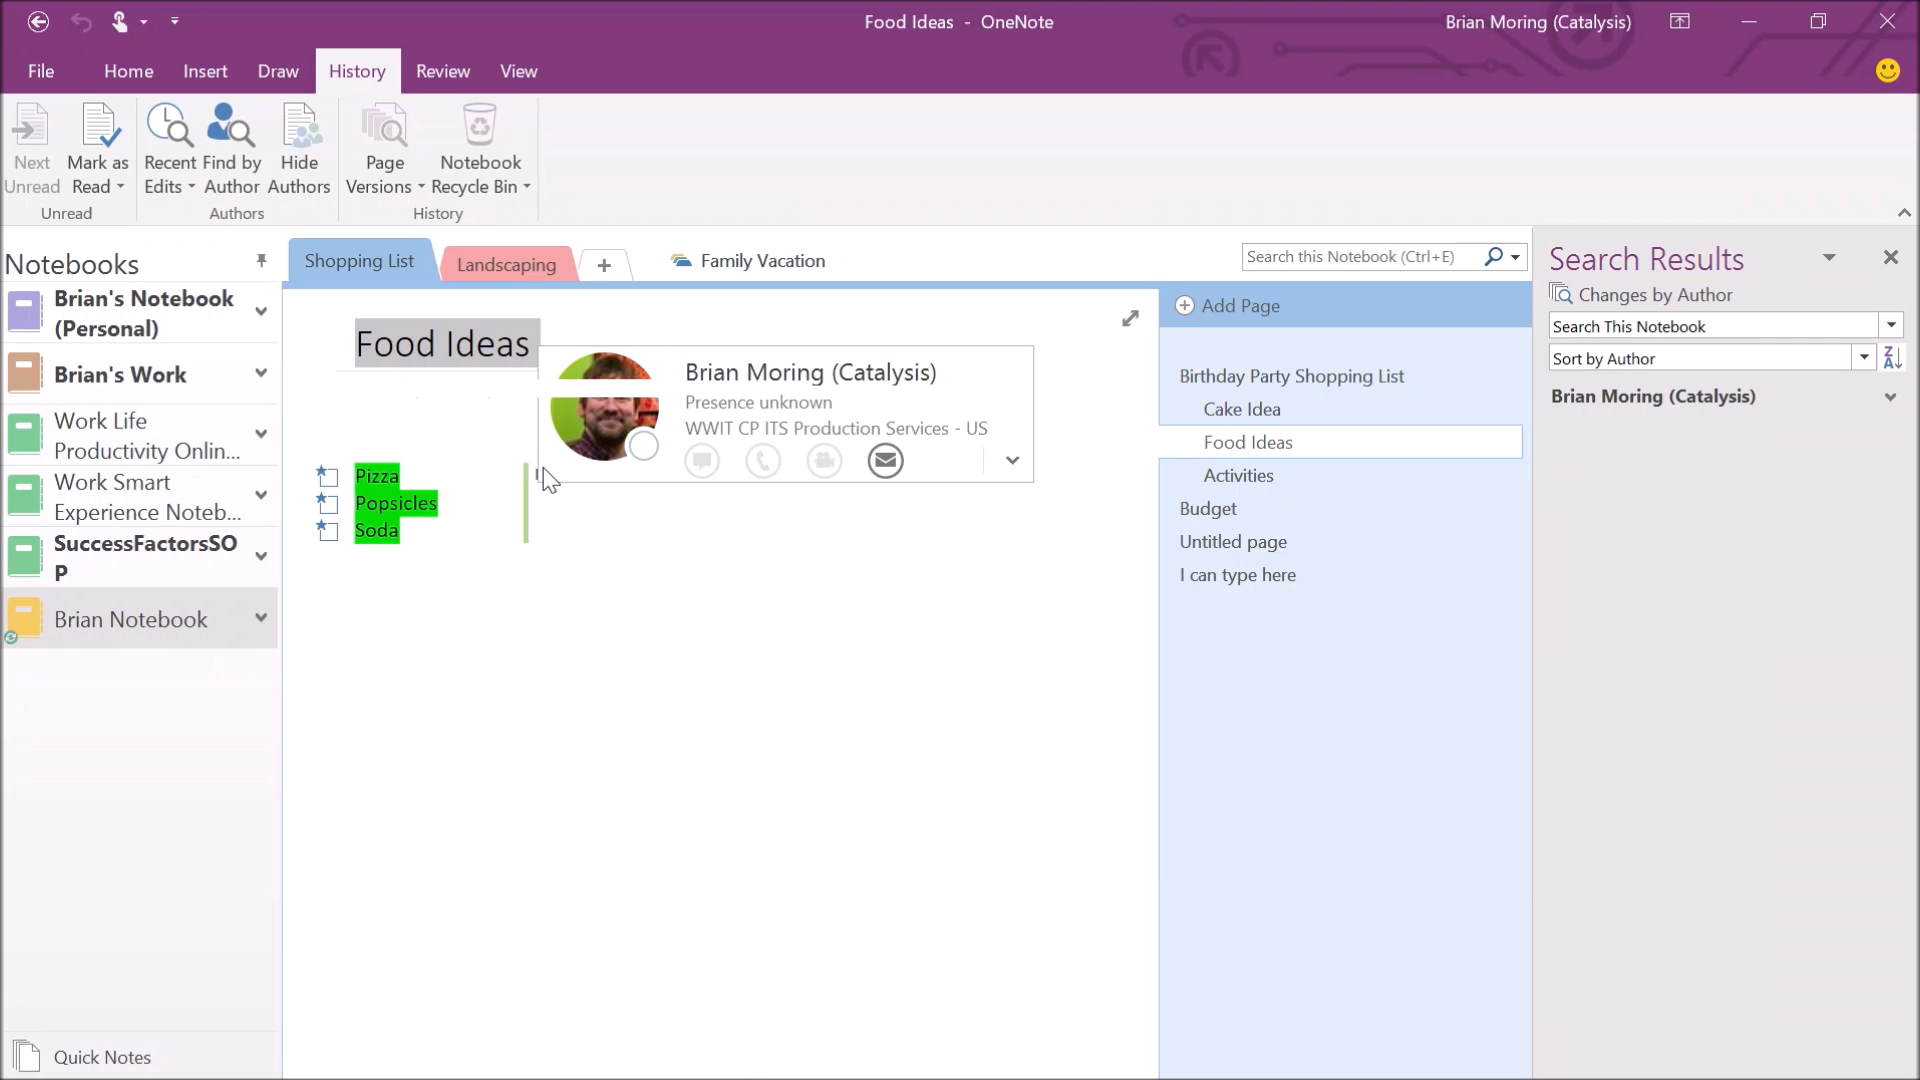 Food Ideas - OneNote
Brian Moring (Catalysis)
File
Home
Insert
Draw
History
Review
View
Next
Unread
Mark as
Read
Recent
Edits
Find by
Author
Hide
Authors
Page
Versions
Notebook
Recycle Bin
Unread
Authors
History
Notebooks
Brian's Notebook
(Personal)
Brian's Work
Work Life
Productivity Onlin...
Work Smart
Experience Noteb...
SuccessFactorsSO
P
Brian Notebook
Quick Notes
Shopping List
Landscaping
Family Vacation
Search this Notebook (Ctrl+E)
Food Ideas
Brian Moring (Catalysis)
Presence unknown
WWIT CP ITS Production Services - US
Pizza
Popsicles
Soda
Add Page
Birthday Party Shopping List
Cake Idea
Food Ideas
Activities
Budget
Untitled page
I can type here
Search Results
Changes by Author
Search This Notebook
Sort by Author
Z
A
Brian Moring (Catalysis)